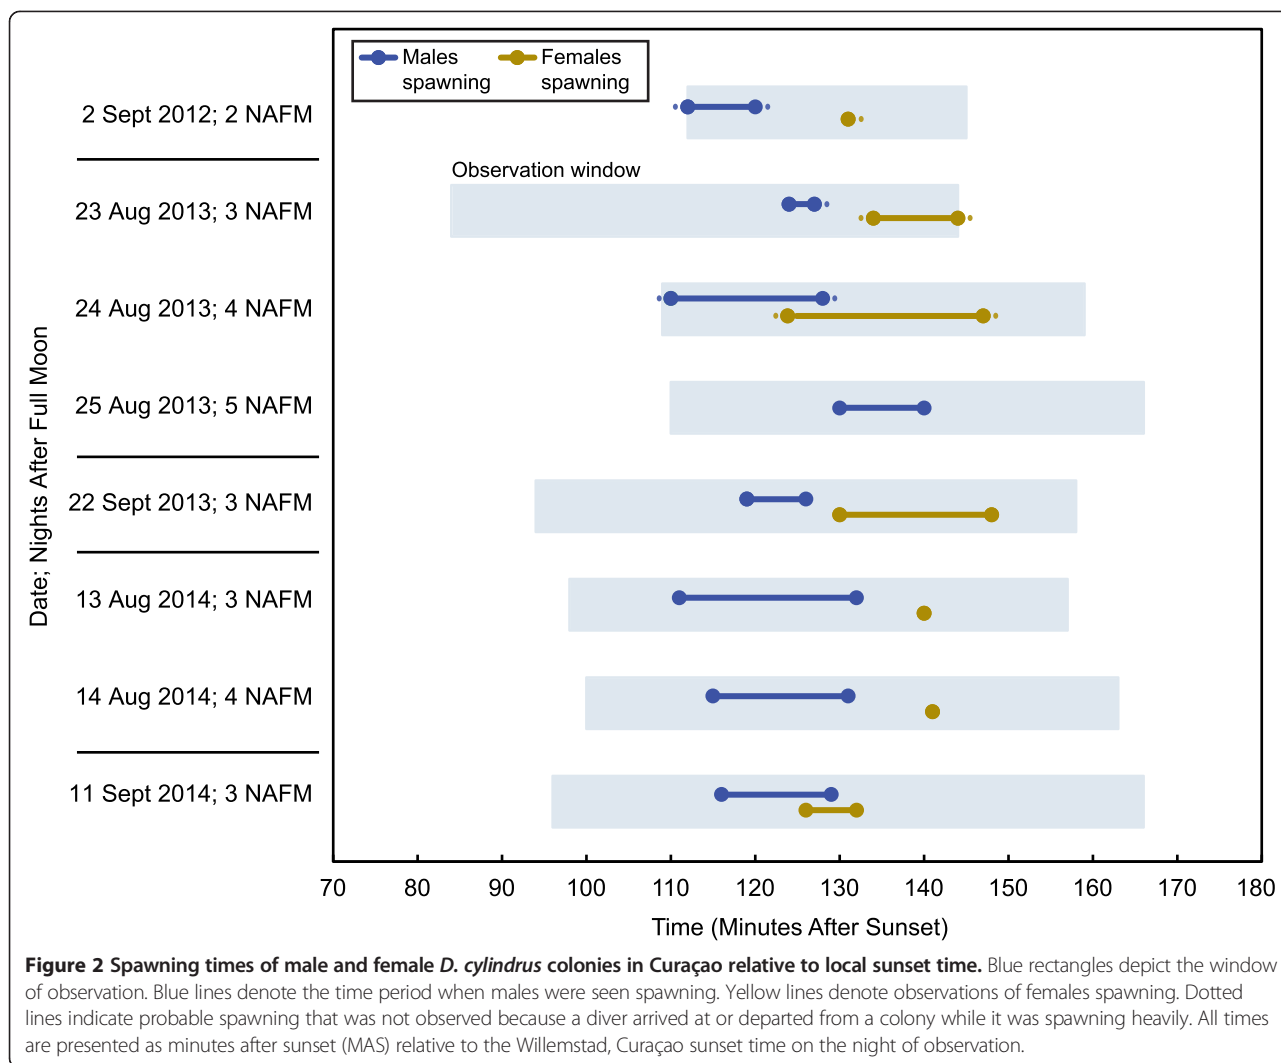 Males spawning
Females spawning
2 Sept 2012; 2 NAFM
Observation window
23 Aug 2013; 3 NAFM
24 Aug 2013; 4 NAFM
25 Aug 2013; 5 NAFM
22 Sept 2013; 3 NAFM
13 Aug 2014; 3 NAFM
14 Aug 2014; 4 NAFM
11 Sept 2014; 3 NAFM
Date; Nights After Full Moon
70 80 90 100 110 120 130 140 150 160 170 180
Time (Minutes After Sunset)
Figure 2 Spawning times of male and female D. cylindrus colonies in Curaçao relative to local sunset time. Blue rectangles depict the window
of observation. Blue lines denote the time period when males were seen spawning. Yellow lines denote observations of females spawning. Dotted
lines indicate probable spawning that was not observed because a diver arrived at or departed from a colony while it was spawning heavily. All times
are presented as minutes after sunset (MAS) relative to the Willemstad, Curaçao sunset time on the night of observation.